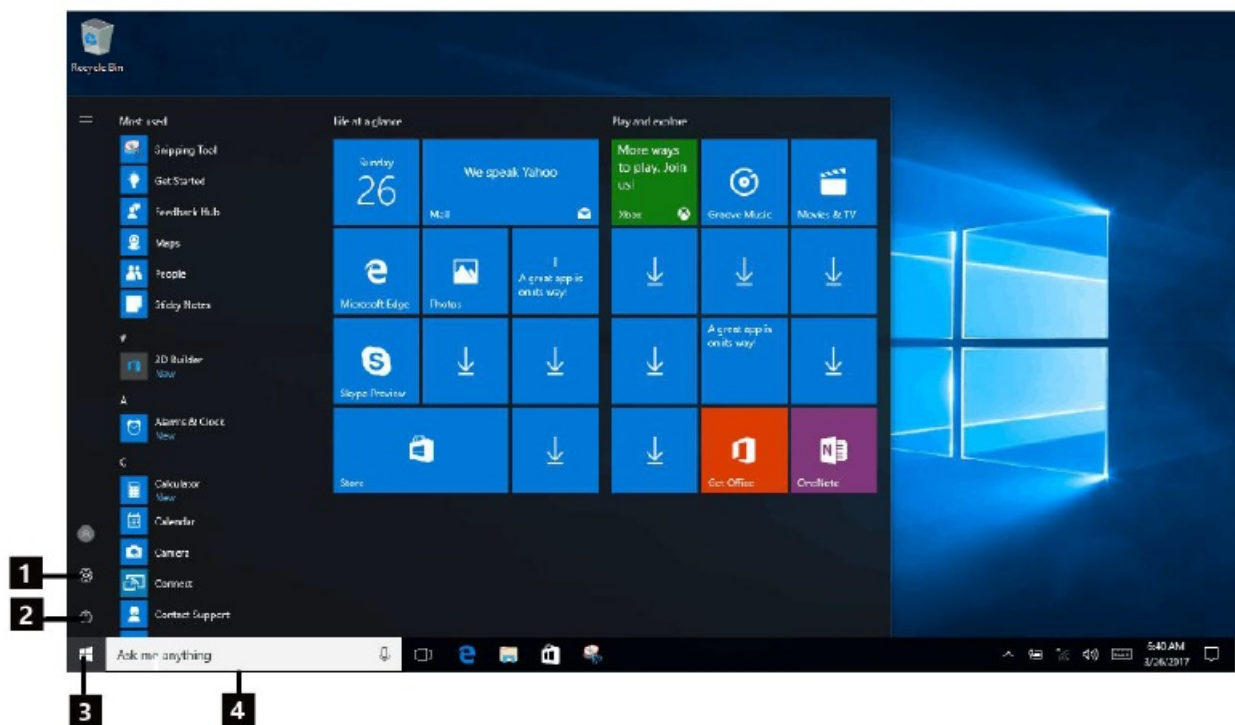 Recycle Bin
Most used
Snipping Tool
Get Started
Feedback Hub
Maps
People
Sticky Notes
#
3D Builder
New
A
Alarms & Clock
New
C
Calculator
New
Calendar
Camera
Connect
Contact Support
Life at a glance
Sunday
26
We speak Yahoo
Mail
Microsoft Edge
Photos
A great app is
on its way!
Skype Preview
Store
Play and explore
More ways
to play. Join
us!
Xbox
Groove Music
Movies & TV
A great app is
on its way!
Get Office
OneNote
1
2
Ask me anything
6:40 AM
3/26/2017
3
4